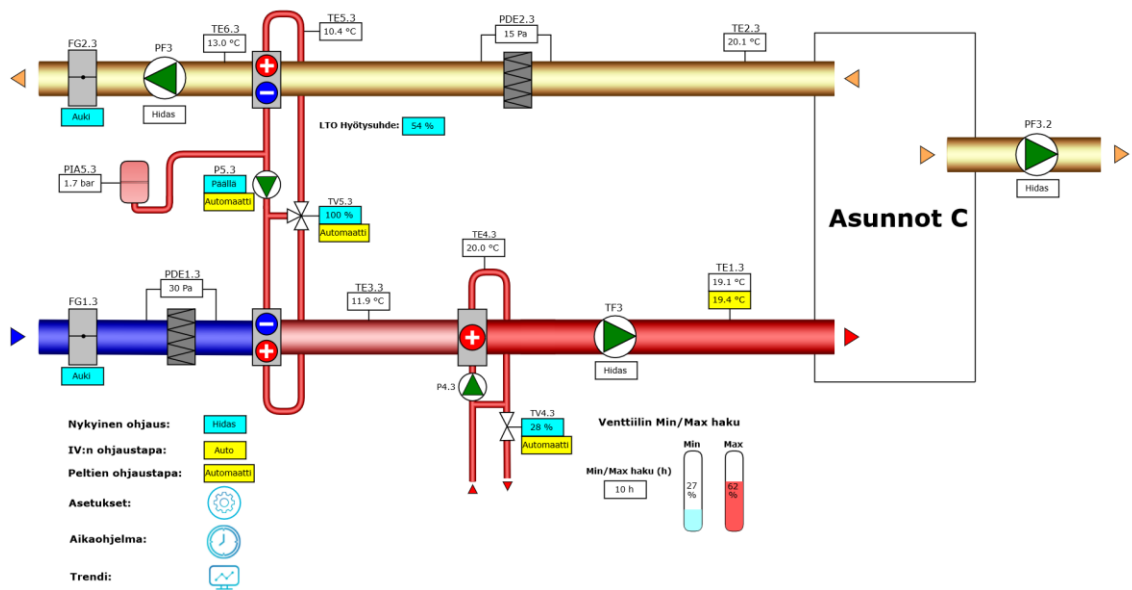 TE5.3
10.4 °C
PDE2.3
15 Pa
TE6.3
13.0 °C
TE2.3
20.1 °C
FG2.3
PF3
Auki
Hidas
LTO Hyötysuhde: 54 %
PF3.2
Hidas
PIA5.3
1.7 bar
P5.3
Päällä
Automaatti
TV5.3
100 %
Automaatti
Asunnot C
TE4.3
20.0 °C
PDE1.3
30 Pa
TE3.3
11.9 °C
TE1.3
19.1 °C
19.4 °C
FG1.3
TF3
Auki
Hidas
P4.3
TV4.3
28 %
Automaatti
Nykyinen ohjaus: Hidas
IV:n ohjaustapa: Auto
Peltien ohjaustapa: Automaatti
Asetukset:
Aikaohjelma:
Trendi:
Venttiilin Min/Max haku
Min Max
Min/Max haku (h)
10 h
27 %
62 %